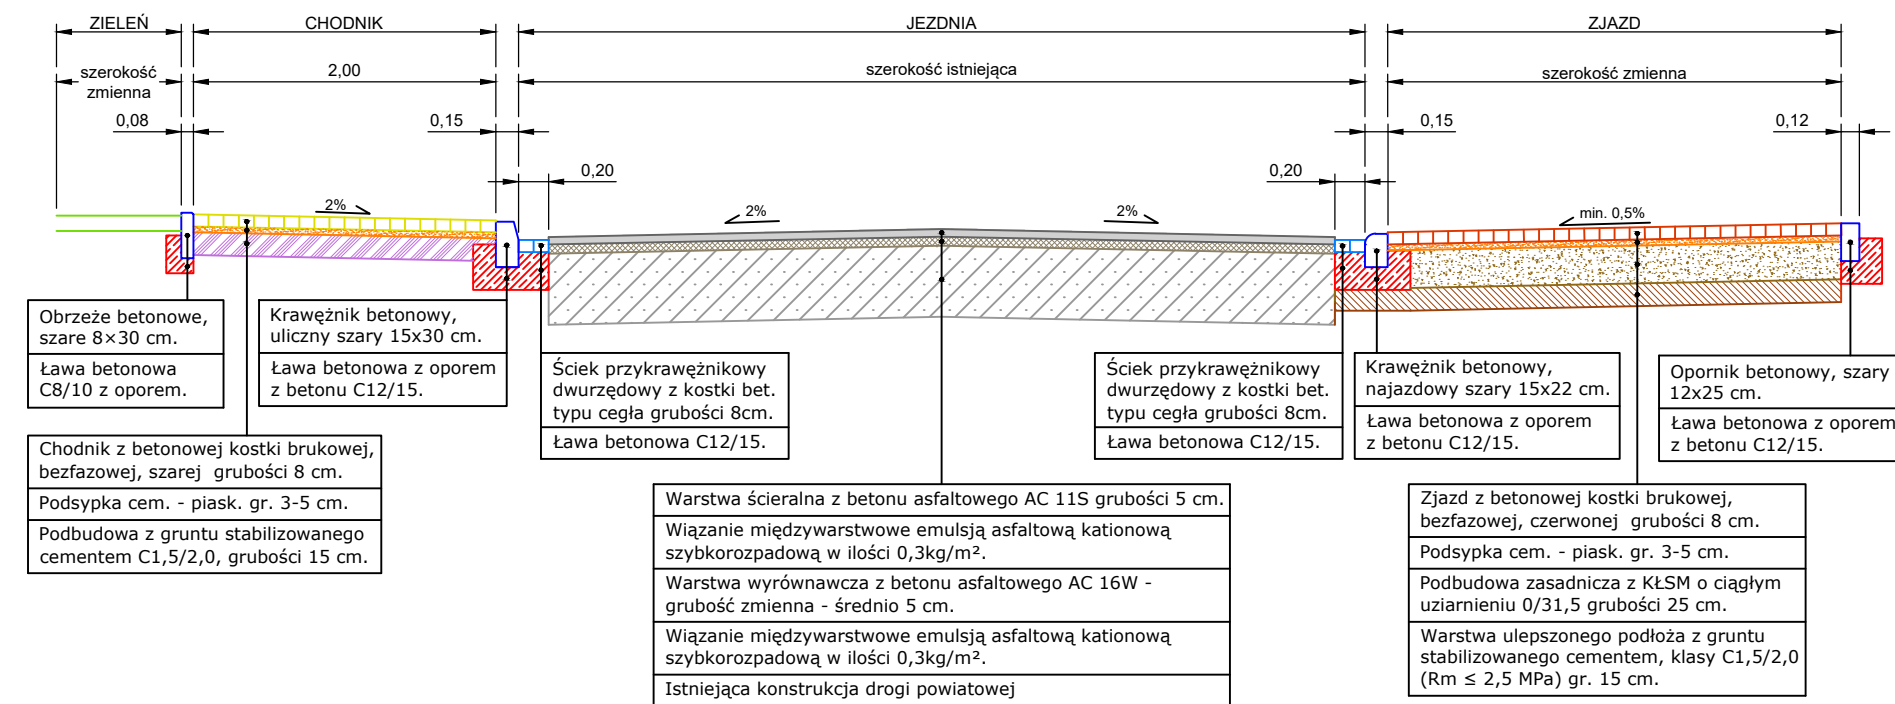 ZIELEŃ
CHODNIK
JEZDNIA
ZJAZD
szerokość
zmienna
2,00
szerokość istniejąca
szerokość zmienna
0,08
0,15
0,15
0,12
0,20
0,20
2%
2%
2%
min. 0,5%
Obrzeże betonowe,
szare 8×30 cm.
Ława betonowa
C8/10 z oporem.
Krawężnik betonowy,
uliczny szary 15x30 cm.
Ława betonowa z oporem
z betonu C12/15.
Ściek przykrawężnikowy
dwurzędowy z kostki bet.
typu cegła grubości 8cm.
Ława betonowa C12/15.
Ściek przykrawężnikowy
dwurzędowy z kostki bet.
typu cegła grubości 8cm.
Ława betonowa C12/15.
Krawężnik betonowy,
najazdowy szary 15x22 cm.
Ława betonowa z oporem
z betonu C12/15.
Opornik betonowy, szary
12x25 cm.
Ława betonowa z oporem
z betonu C12/15.
Chodnik z betonowej kostki brukowej,
bezfazowej, szarej grubości 8 cm.
Podsypka cem. - piask. gr. 3-5 cm.
Podbudowa z gruntu stabilizowanego
cementem C1,5/2,0, grubości 15 cm.
Warstwa ścieralna z betonu asfaltowego AC 11S grubości 5 cm.
Wiązanie międzywarstwowe emulsją asfaltową kationową
szybkorozpadową w ilości 0,3kg/m².
Warstwa wyrównawcza z betonu asfaltowego AC 16W -
grubość zmienna - średnio 5 cm.
Wiązanie międzywarstwowe emulsją asfaltową kationową
szybkorozpadową w ilości 0,3kg/m².
Istniejąca konstrukcja drogi powiatowej
Zjazd z betonowej kostki brukowej,
bezfazowej, czerwonej grubości 8 cm.
Podsypka cem. - piask. gr. 3-5 cm.
Podbudowa zasadnicza z KŁSM o ciągłym
uziarnieniu 0/31,5 grubości 25 cm.
Warstwa ulepszonego podłoża z gruntu
stabilizowanego cementem, klasy C1,5/2,0
(Rm ≤ 2,5 MPa) gr. 15 cm.